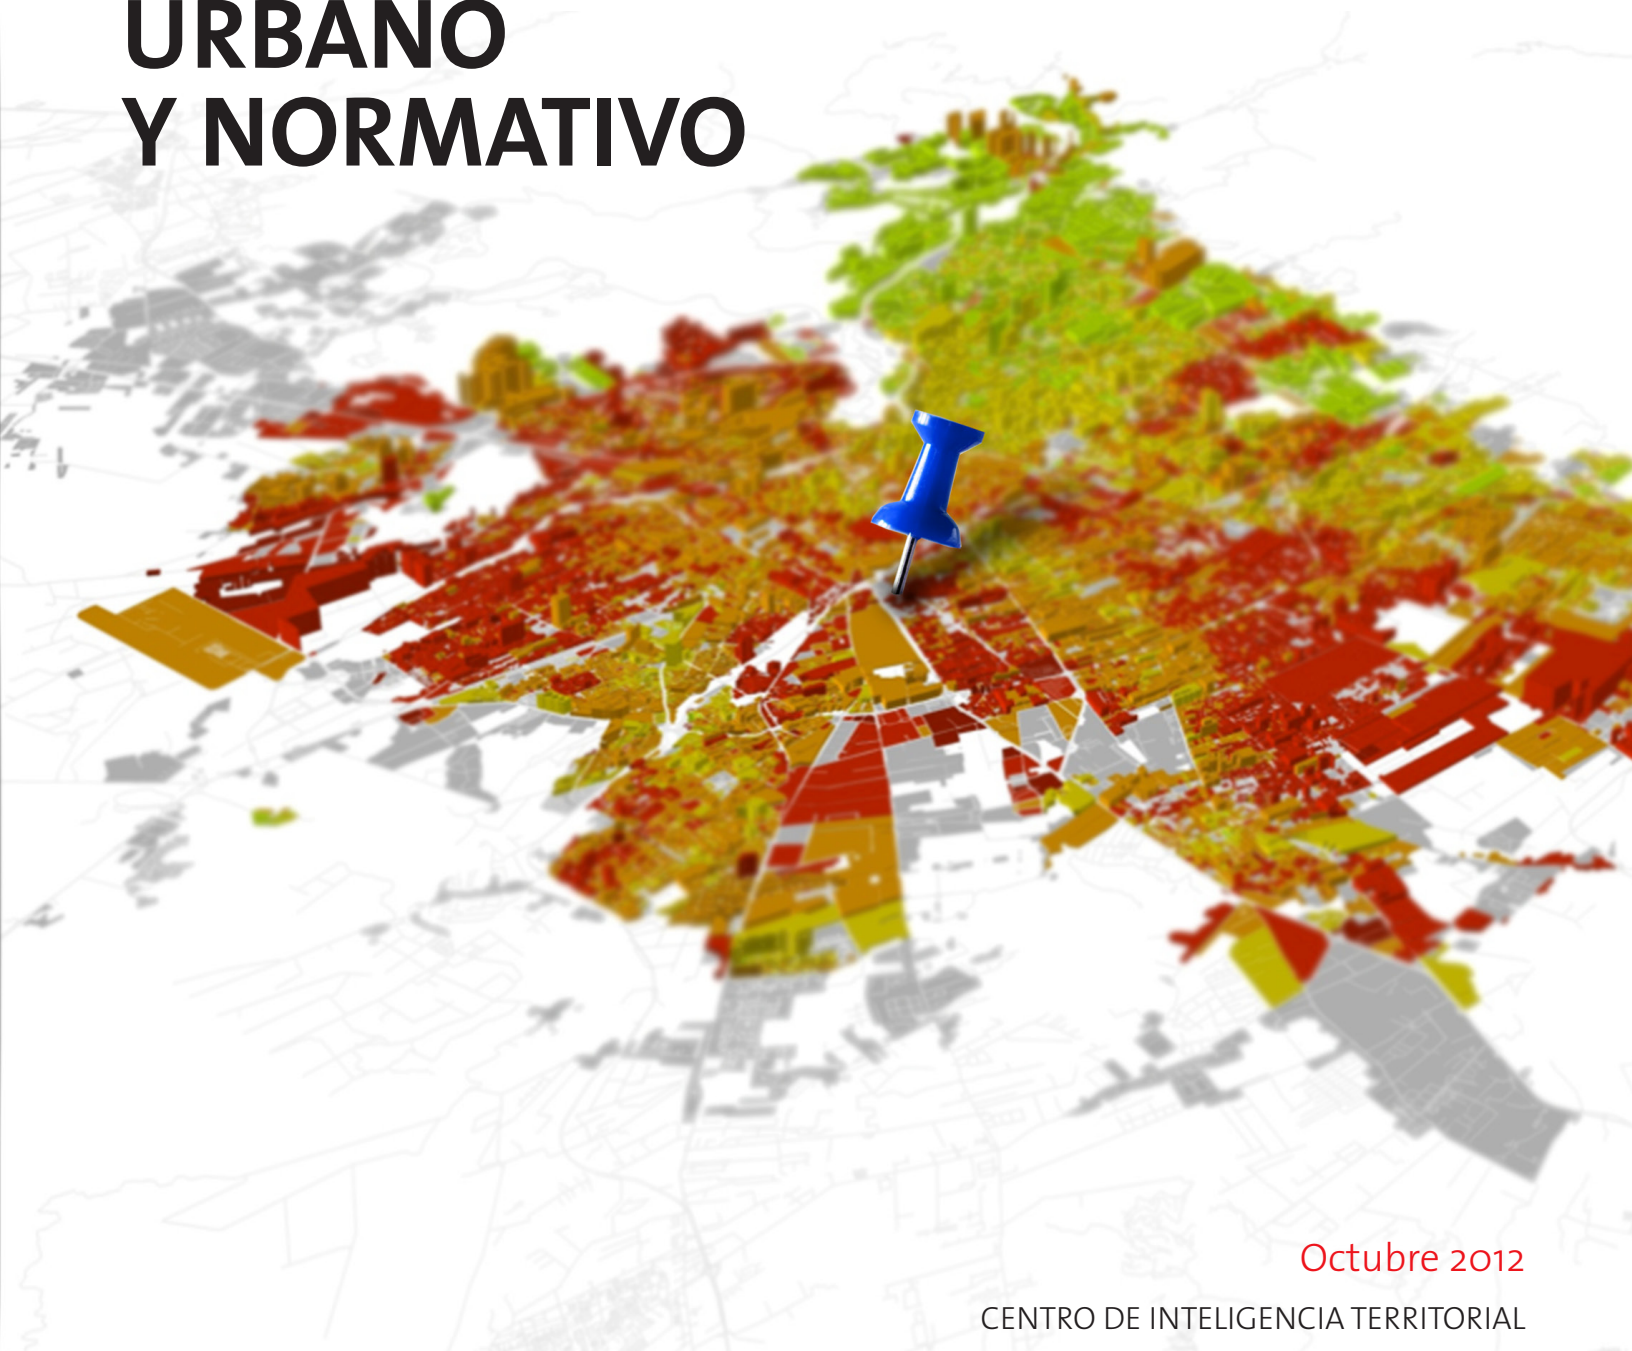 URBANO
Y NORMATIVO
Octubre 2012
CENTRO DE INTELIGENCIA TERRITORIAL